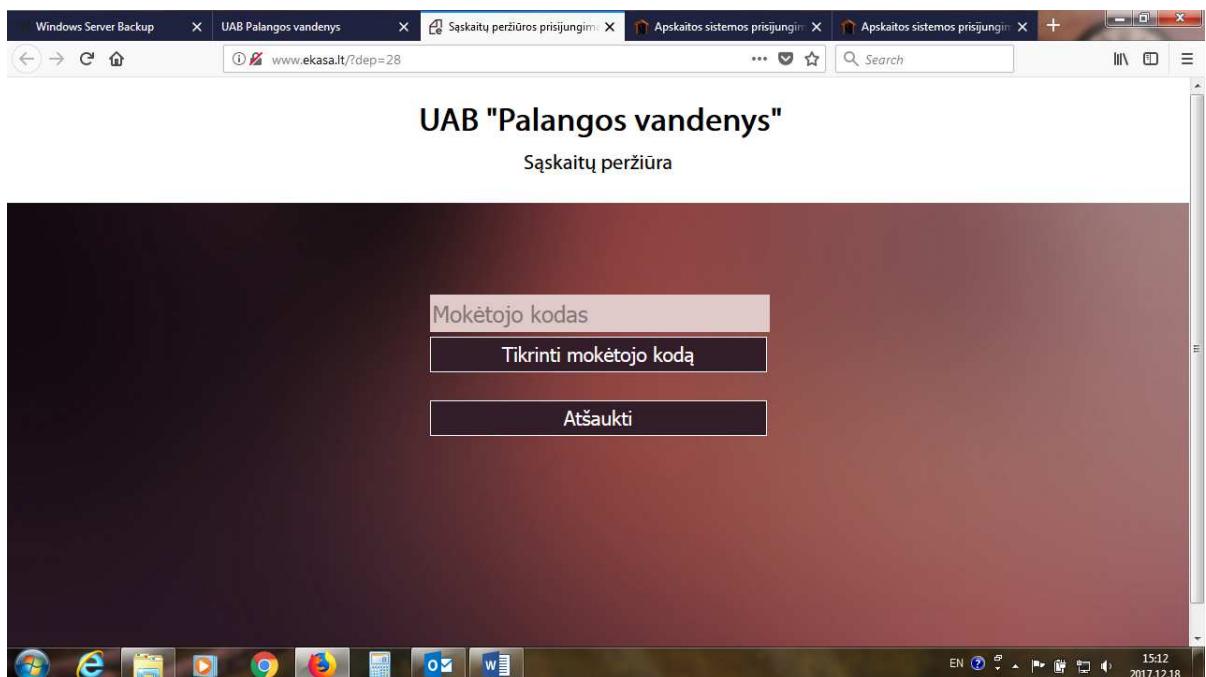 Windows Server Backup
UAB Palangos vandenys
Sąskaitų peržiūros prisijungim
Apskaitos sistemos prisijungim
Apskaitos sistemos prisijungim
www.ekasa.lt/?dep=28
Search
UAB "Palangos vandenys"
Sąskaitų peržiūra
Mokėtojo kodas
Tikrinti mokėtojo kodą
Atšaukti
EN
15:12
2017.12.18